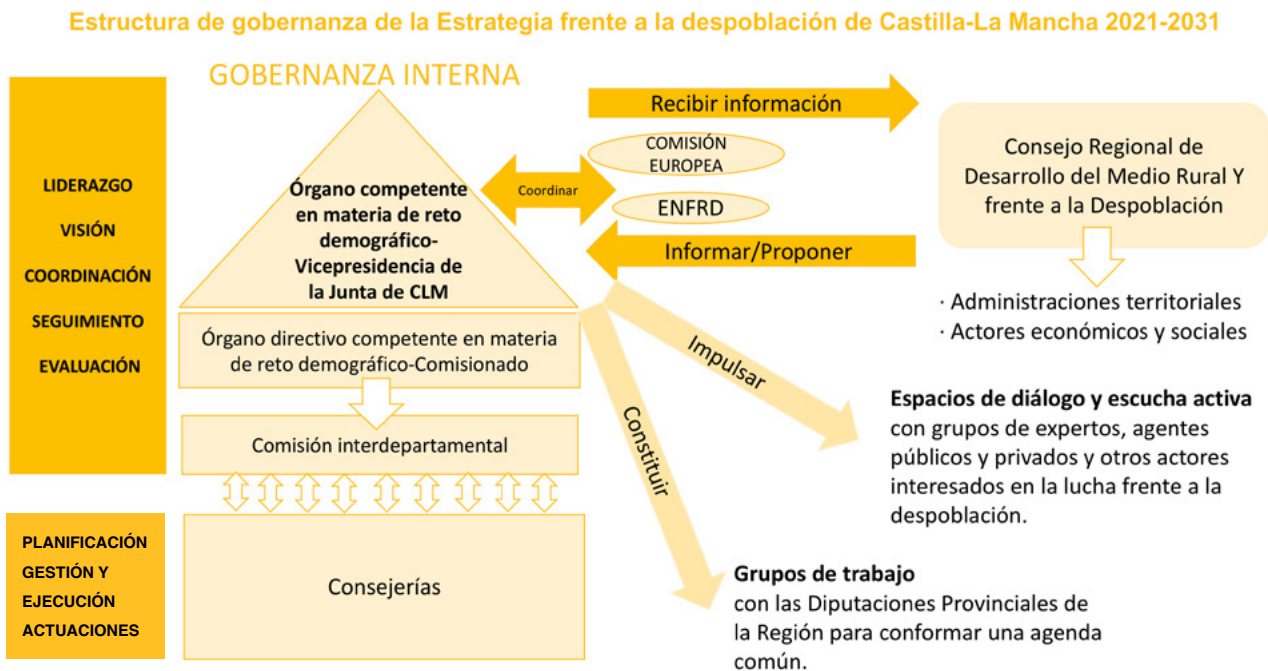 Estructura de gobernanza de la Estrategia frente a la despoblación de Castilla-La Mancha 2021-2031
GOBERNANZA INTERNA
LIDERAZGO
VISIÓN
COORDINACIÓN
SEGUIMIENTO
EVALUACIÓN
Órgano competente
en materia de reto
demográfico-
Vicepresidencia de
la Junta de CLM
Órgano directivo competente en materia
de reto demográfico-Comisionado
Comisión interdepartamental
PLANIFICACIÓN
GESTIÓN Y
EJECUCIÓN
ACTUACIONES
Consejerías
Recibir información
COMISIÓN
EUROPEA
Coordinar
ENFRD
Informar/Proponer
Consejo Regional de
Desarrollo del Medio Rural Y
frente a la Despoblación
· Administraciones territoriales
· Actores económicos y sociales
Impulsar
Espacios de diálogo y escucha activa
con grupos de expertos, agentes
públicos y privados y otros actores
interesados en la lucha frente a la
despoblación.
Constituir
Grupos de trabajo
con las Diputaciones Provinciales de
la Región para conformar una agenda
común.